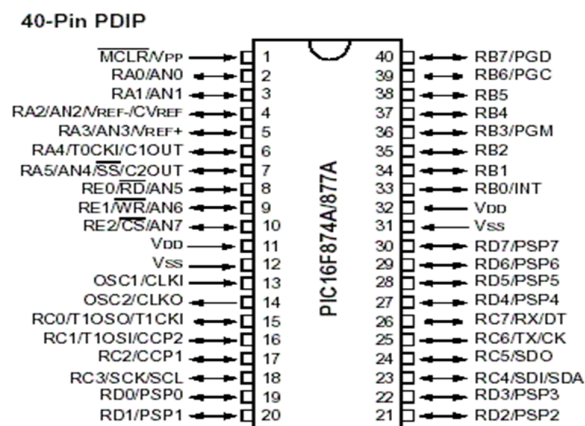 40-Pin PDIP
MCLR/VPP 1 40 RB7/PGD
RA0/AN0 2 39 RB6/PGC
RA1/AN1 3 38 RB5
RA2/AN2/VREF-/CVREF 4 37 RB4
RA3/AN3/VREF+ 5 36 RB3/PGM
RA4/T0CKI/C1OUT 6 35 RB2
RA5/AN4/SS/C2OUT 7 34 RB1
RE0/RD/AN5 8 33 RB0/INT
RE1/WR/AN6 9 32 VDD
RE2/CS/AN7 10 31 VSS
VDD 11 30 RD7/PSP7
VSS 12 29 RD6/PSP6
OSC1/CLKI 13 28 RD5/PSP5
OSC2/CLKO 14 27 RD4/PSP4
RC0/T1OSO/T1CKI 15 26 RC7/RX/DT
RC1/T1OSI/CCP2 16 25 RC6/TX/CK
RC2/CCP1 17 24 RC5/SDO
RC3/SCK/SCL 18 23 RC4/SDI/SDA
RD0/PSP0 19 22 RD3/PSP3
RD1/PSP1 20 21 RD2/PSP2
PIC16F874A/877A